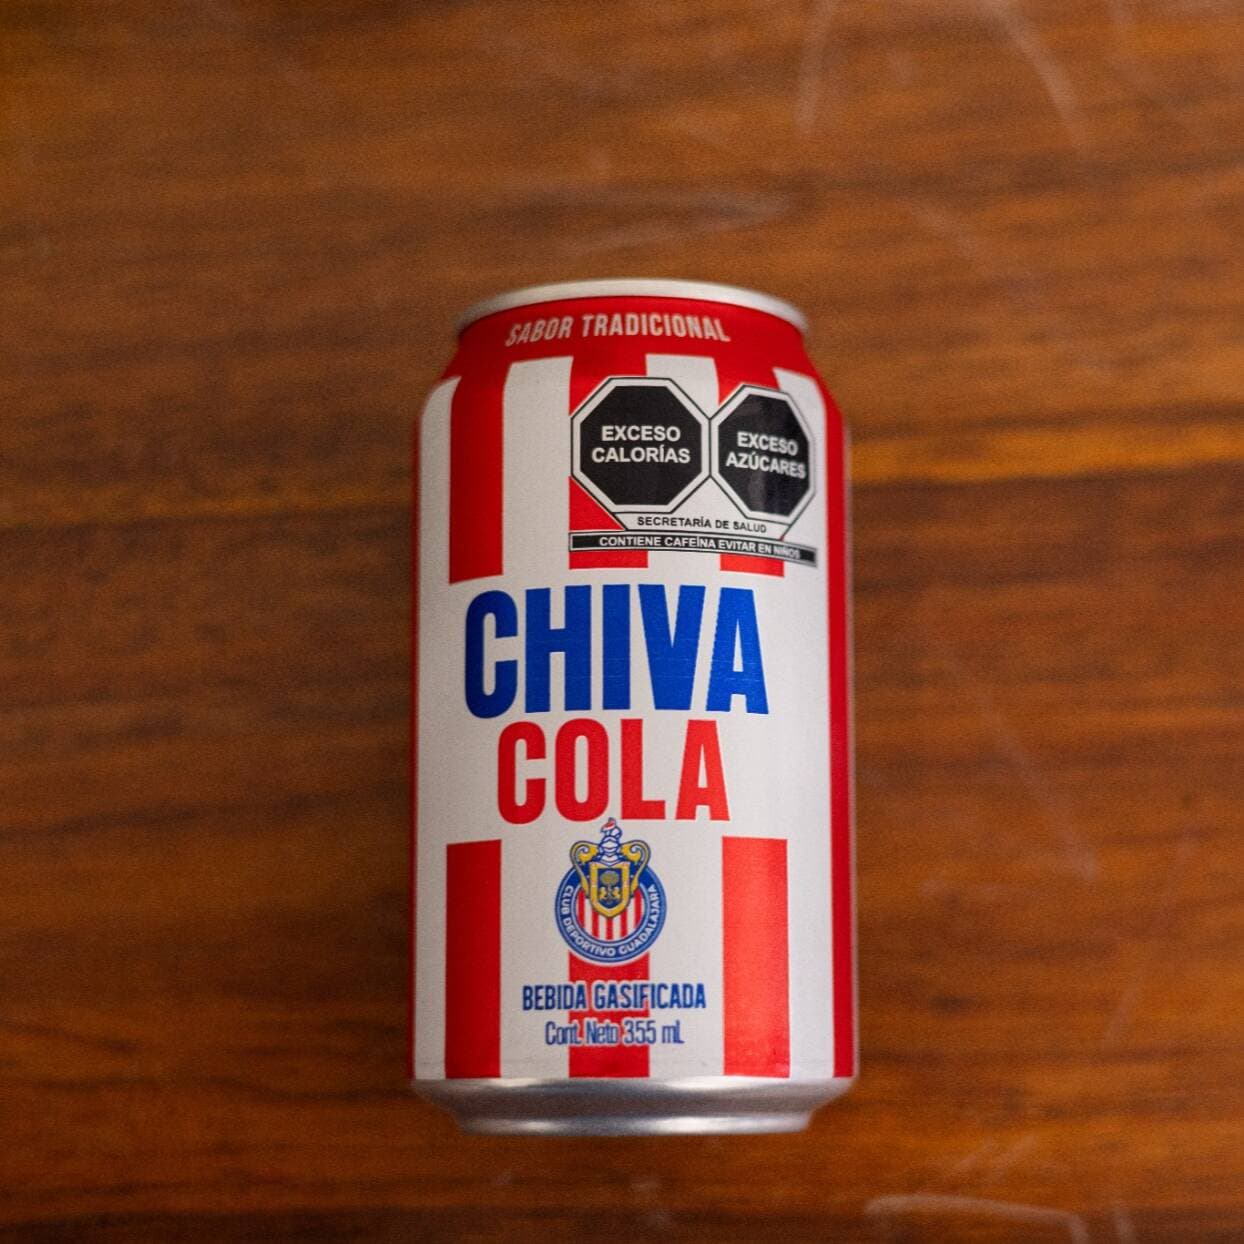 SABOR TRADICIONAL
EXCESO
CALORÍAS
EXCESO
AZÚCARES
SECRETARÍA DE SALUD
CONTIENE CAFEÍNA EVITAR EN NIÑOS
CHIVA
COLA
CLUB DEPORTIVO GUADALAJARA
BEBIDA GASIFICADA
Cont. Neto 355 mL